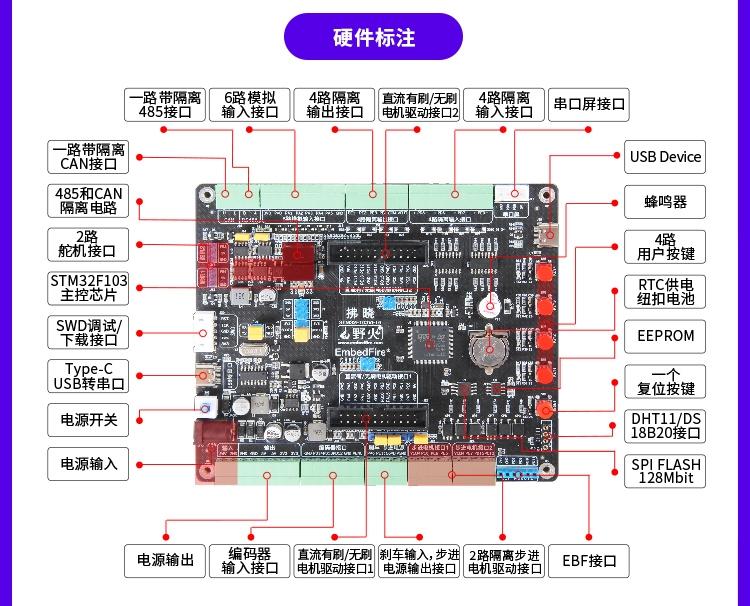 硬件标注
一路带隔离
485接口
6路模拟
输入接口
4路隔离
输出接口
直流有刷/无刷
电机驱动接口2
4路隔离
输入接口
串口屏接口
一路带隔离
CAN接口
485和CAN
隔离电路
2路
舵机接口
STM32F103
主控芯片
SWD调试/
下载接口
Type-C
USB转串口
电源开关
电源输入
USB Device
蜂鸣器
4路
用户按键
RTC供电
纽扣电池
EEPROM
一个
复位按键
DHT11/DS
18B20接口
SPI FLASH
128Mbit
拂晓
野火
EmbedFire®
电源输出
编码器
输入接口
直流有刷/无刷
电机驱动接口1
刹车输入,步进
电源输出接口
2路隔离步进
电机驱动接口
EBF接口